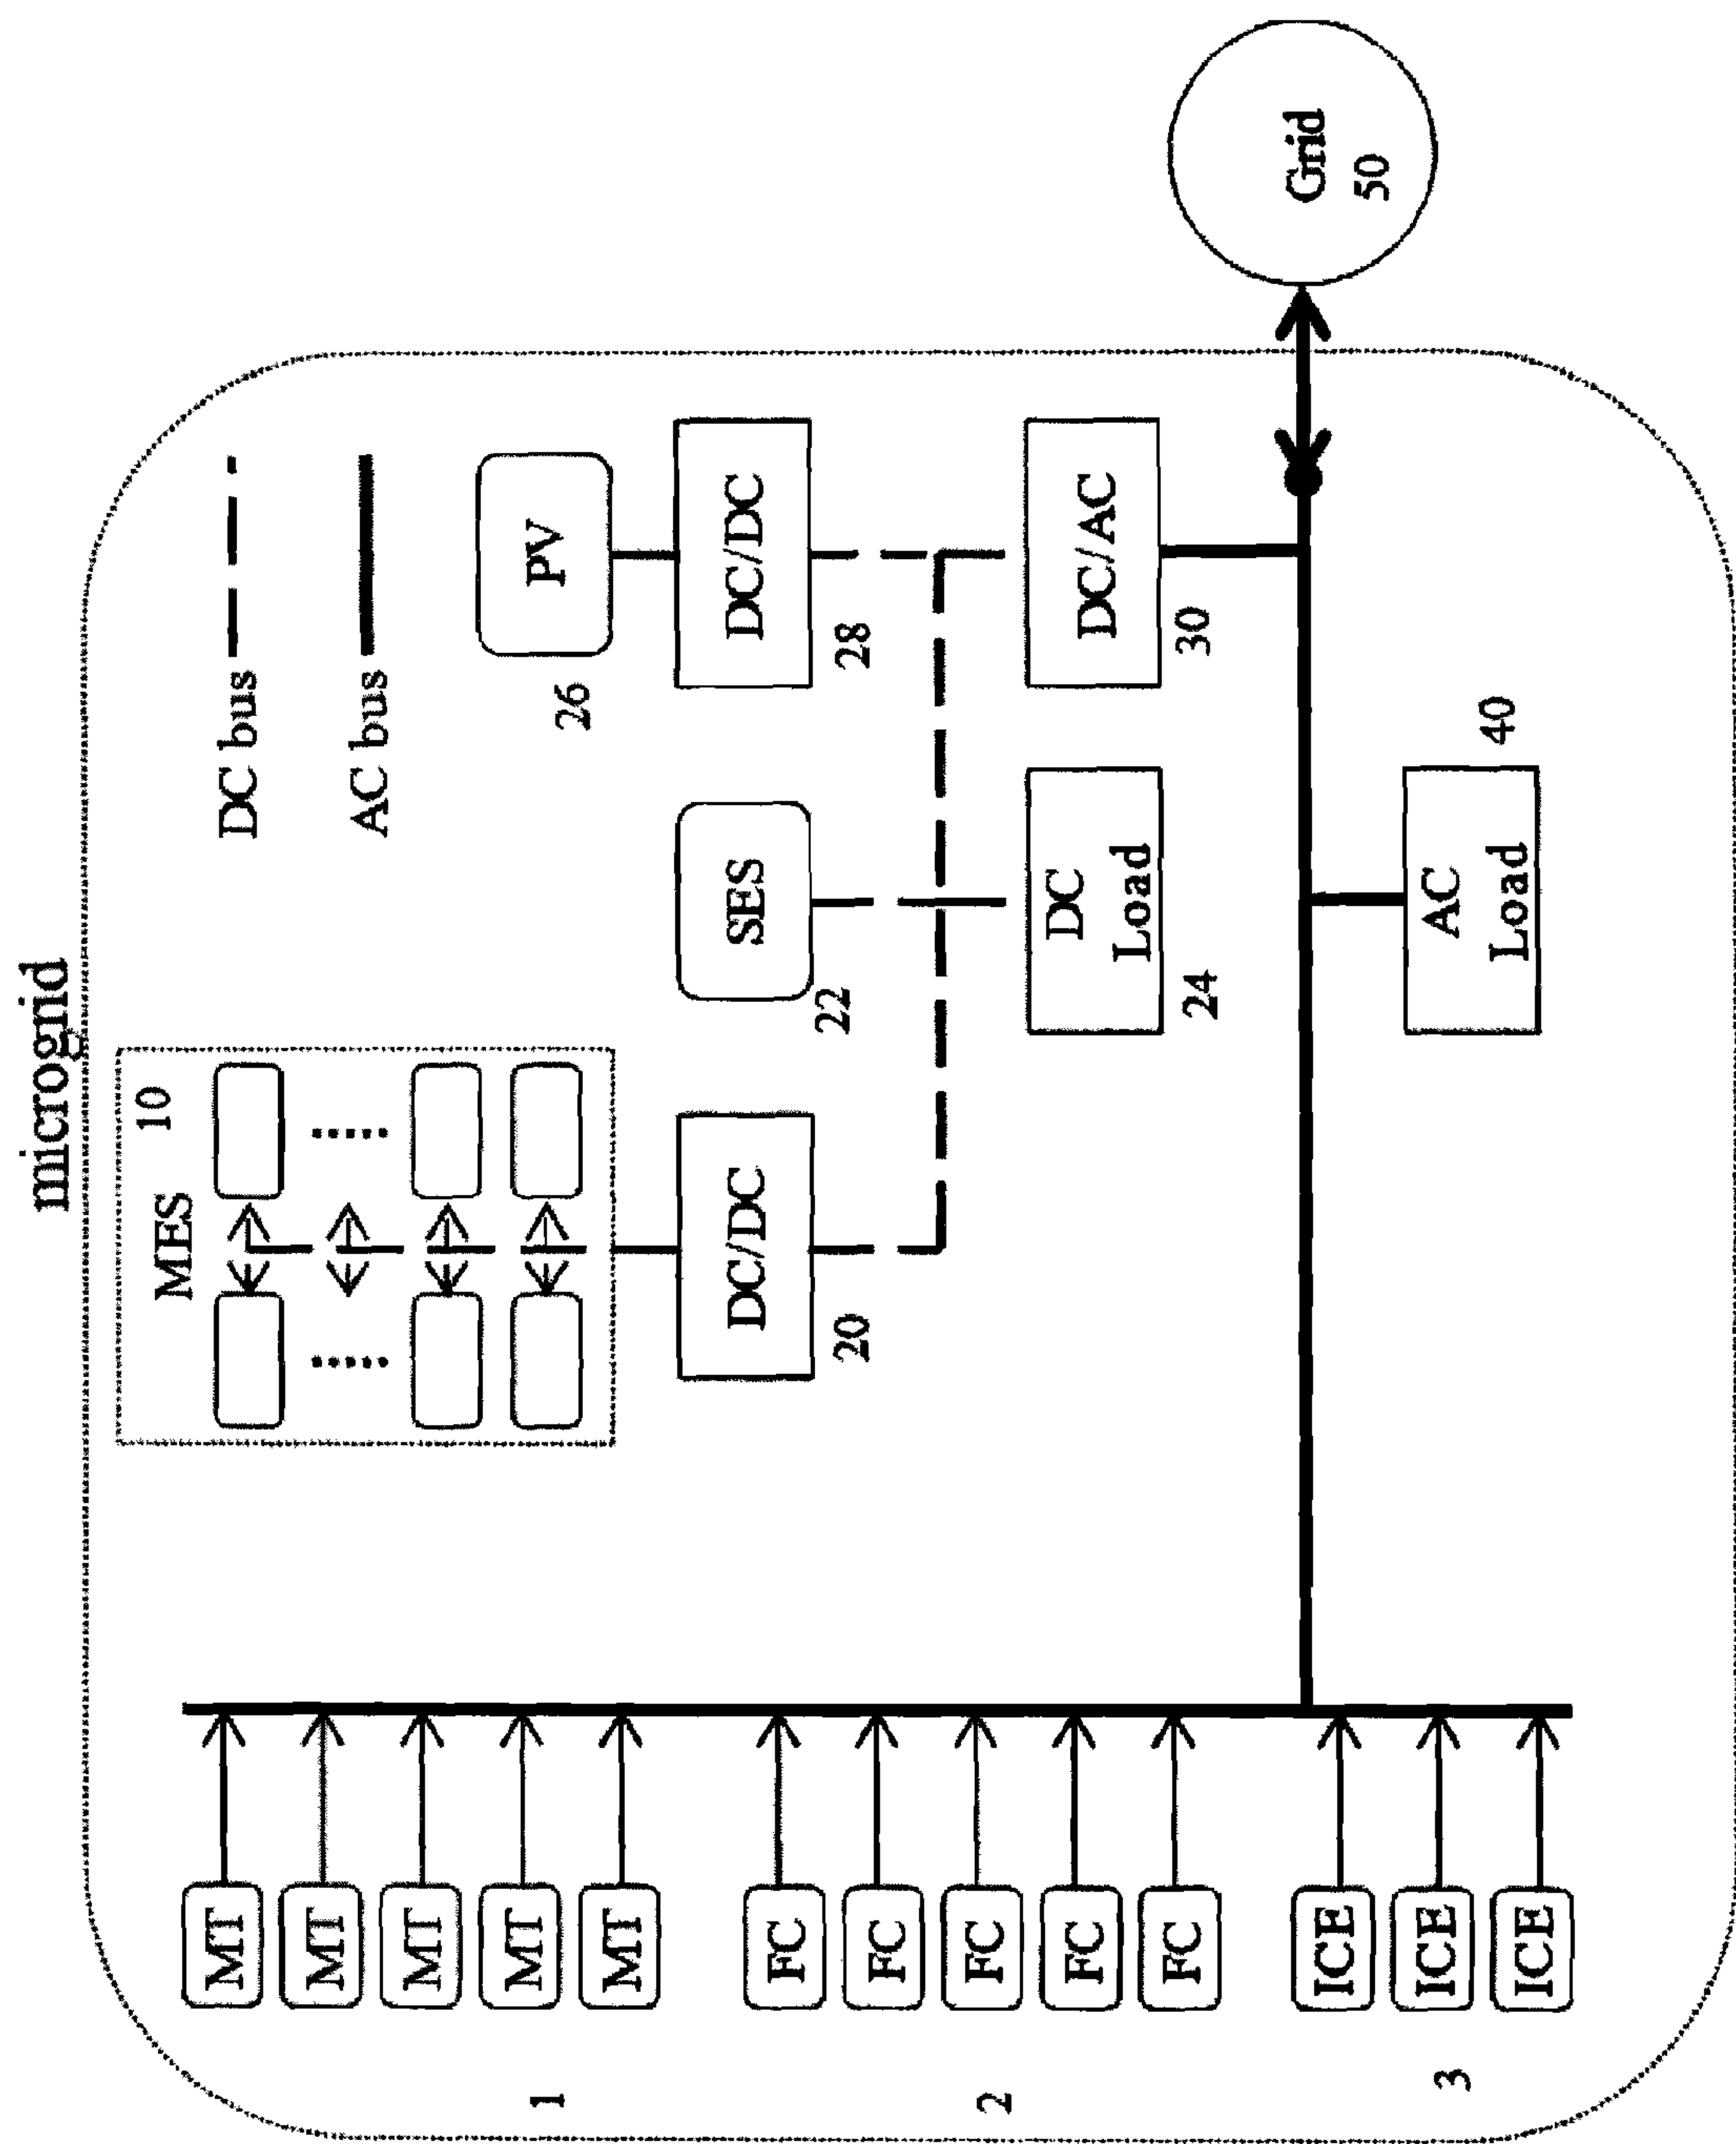 microgrid
MES
10
DC bus
AC bus
MT
MT
MT
MT
MT
1
DC/DC
20
SES
22
PV
26
DC/DC
28
FC
FC
FC
FC
FC
2
DC
Load
24
DC/AC
30
Grid
50
ICE
ICE
ICE
3
AC
Load
40